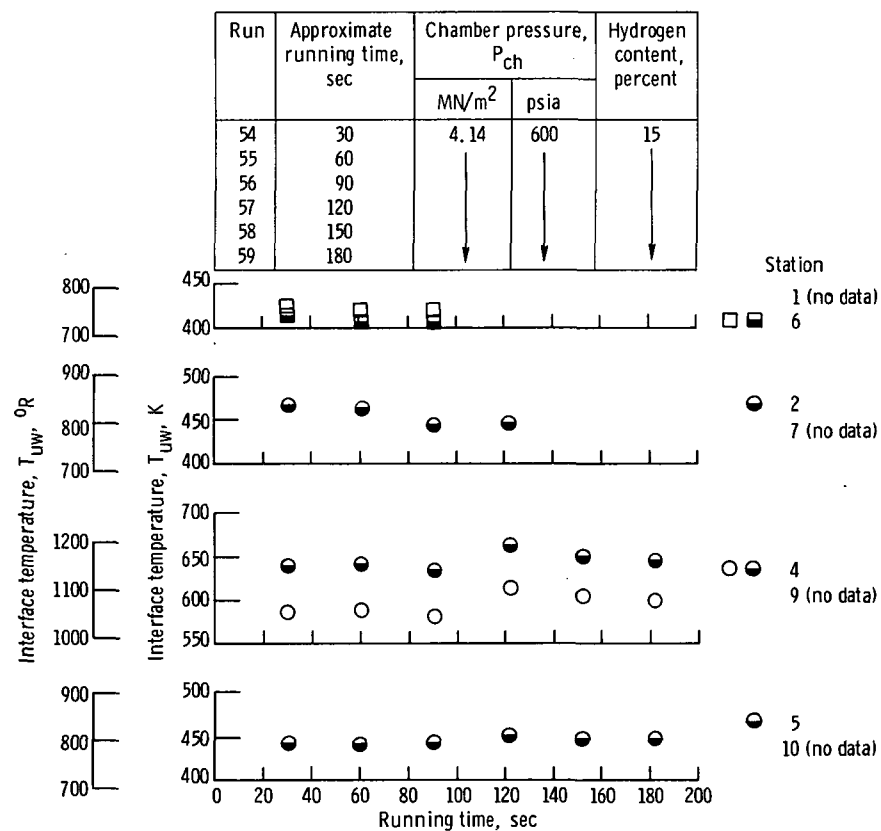 Run Approximate running time, sec Chamber pressure, P_ch Hydrogen content, percent
MN/m² psia
54 30 4.14 600 15
55 60
56 90
57 120
58 150
59 180
Station
1 (no data)
6
2
7 (no data)
4
9 (no data)
5
10 (no data)
Interface temperature, T_uw, °R
800
700
900
800
700
1200
1100
1000
900
800
700
Interface temperature, T_uw, K
450
400
500
450
400
700
650
600
550
500
450
400
0 20 40 60 80 100 120 140 160 180 200
Running time, sec